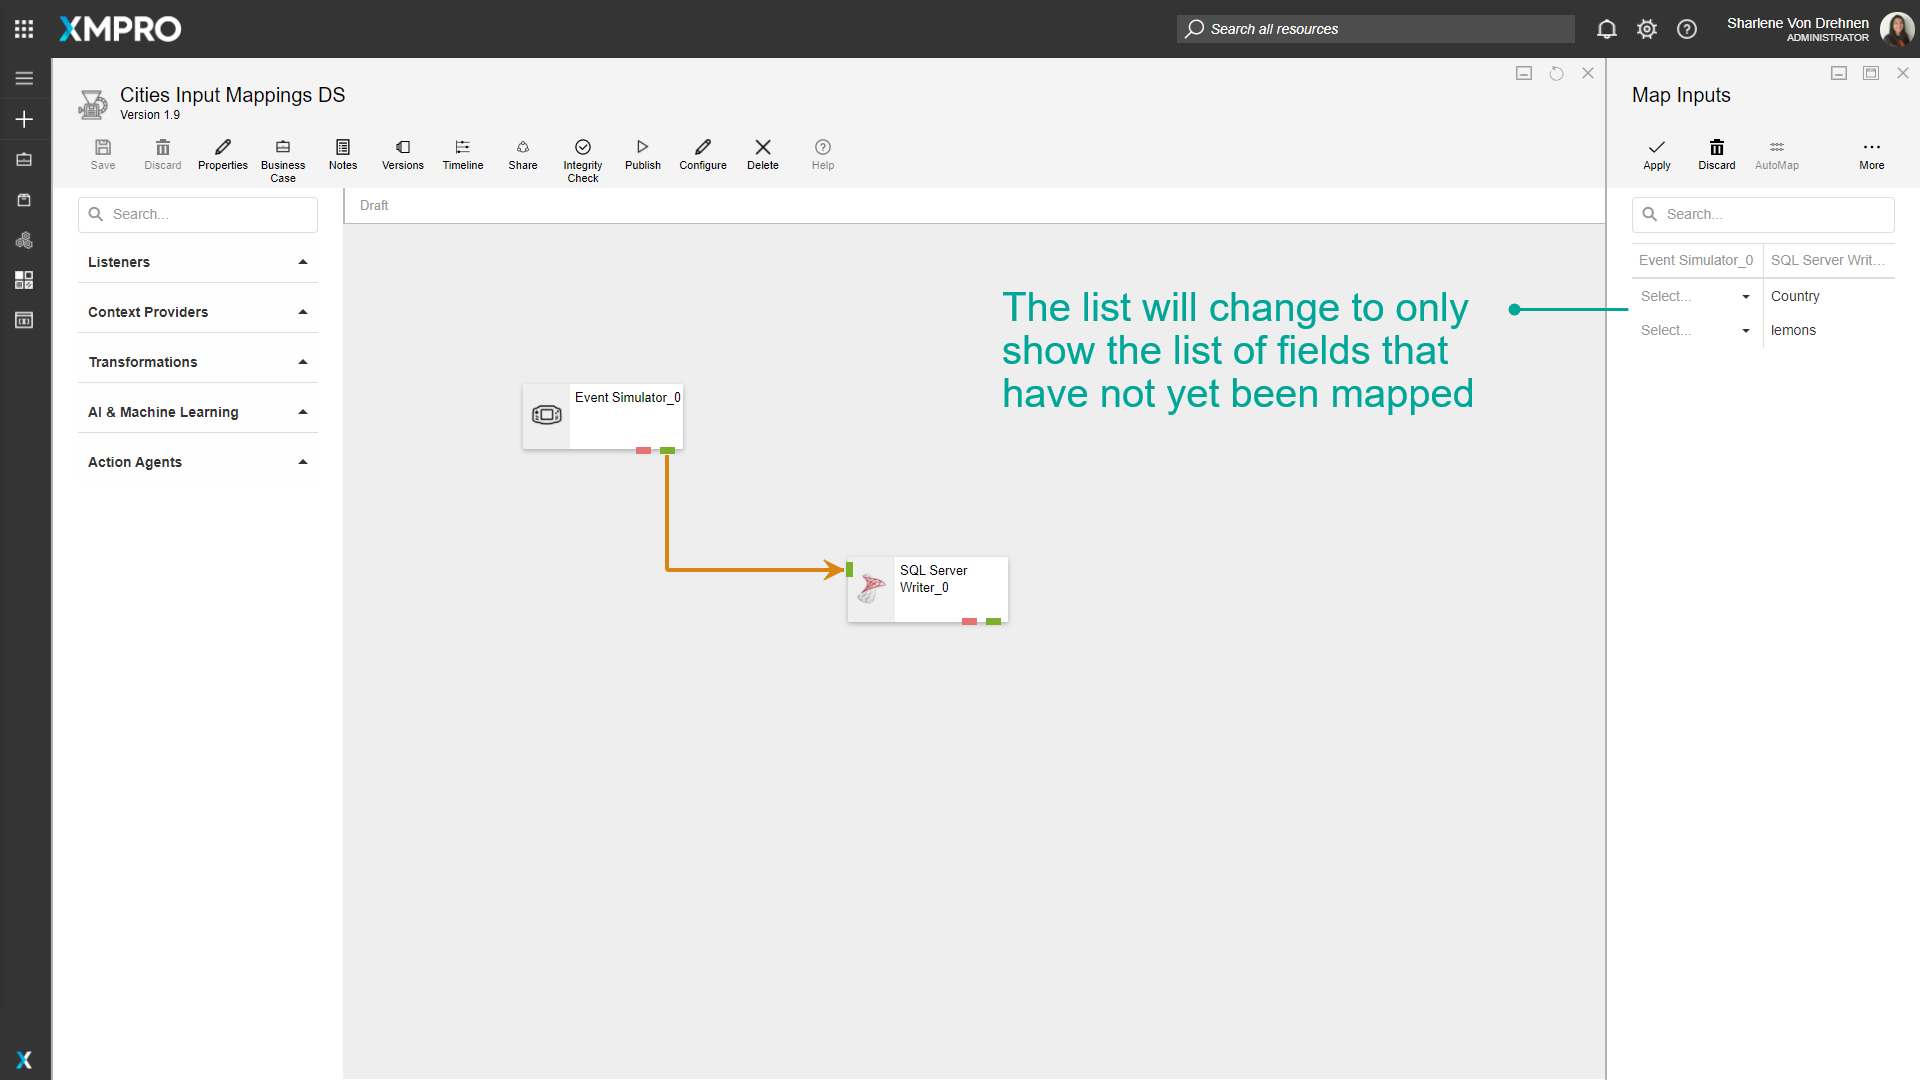 XMPRO
Search all resources
Sharlene Von Drehnen
ADMINISTRATOR
Cities Input Mappings DS
Version 1.9
Save
Discard
Properties
Business
Case
Notes
Versions
Timeline
Share
Integrity
Check
Publish
Configure
Delete
Help
Search...
Listeners
Context Providers
Transformations
AI & Machine Learning
Action Agents
Draft
Event Simulator_0
SQL Server
Writer_0
The list will change to only
show the list of fields that
have not yet been mapped
Map Inputs
Apply
Discard
AutoMap
More
Search...
Event Simulator_0 SQL Server Writ...
Select... Country
Select... lemons
X